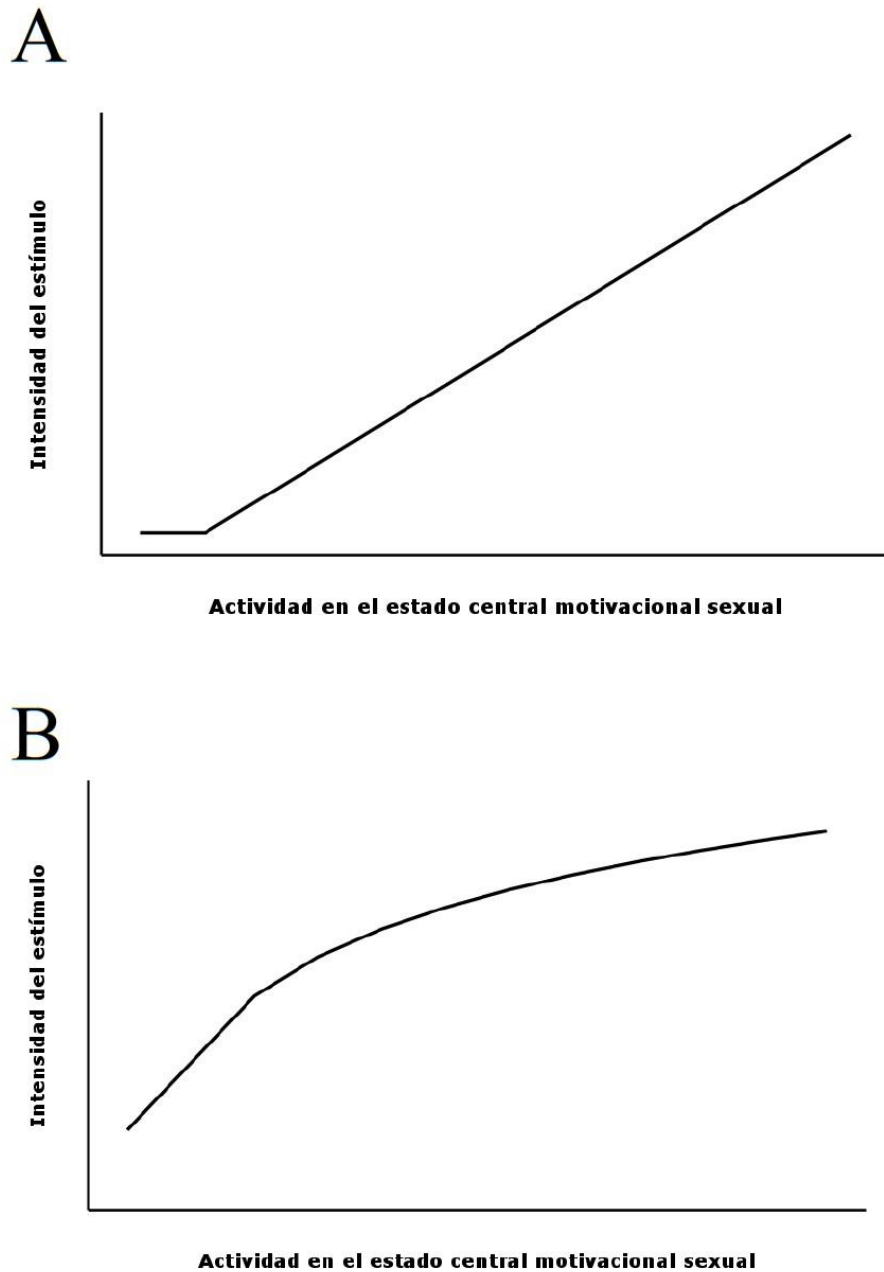 A
Intensidad del estímulo
Actividad en el estado central motivacional sexual
B
Intensidad del estímulo
Actividad en el estado central motivacional sexual